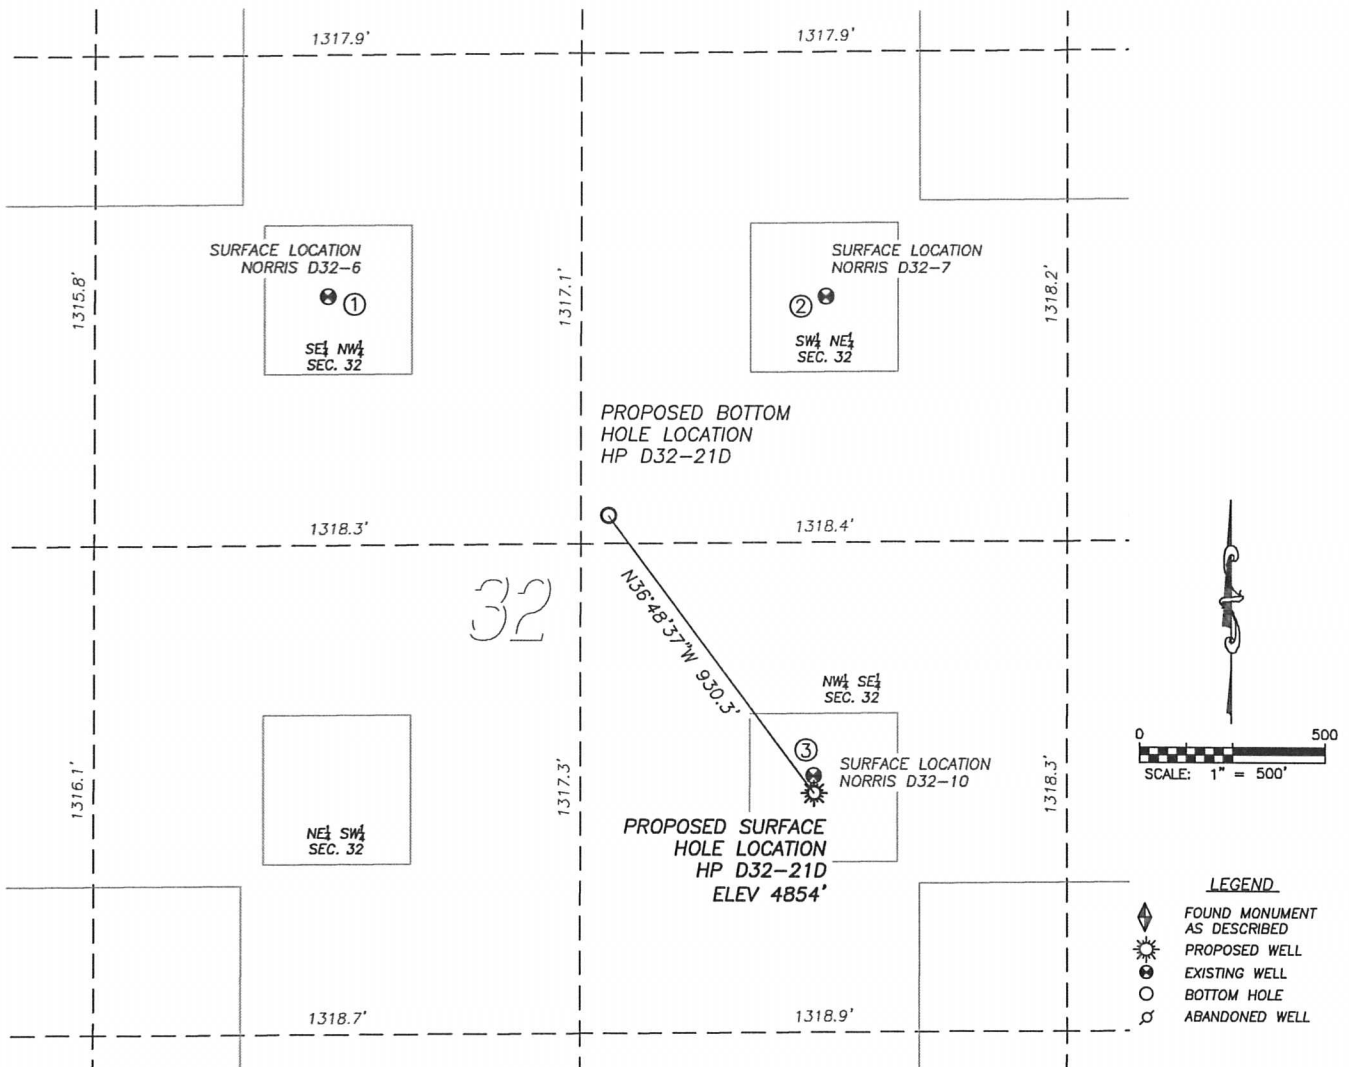 1317.9'
1317.9'
SURFACE LOCATION
NORRIS D32-6
1
SE¼ NW¼
SEC. 32
SURFACE LOCATION
NORRIS D32-7
2
SW¼ NE¼
SEC. 32
1315.8'
1317.1'
1318.2'
PROPOSED BOTTOM
HOLE LOCATION
HP D32-21D
1318.3'
1318.4'
32
N36°48'37"W 930.3'
NW¼ SE¼
SEC. 32
3
SURFACE LOCATION
NORRIS D32-10
1316.1'
1317.3'
1318.3'
NE¼ SW¼
SEC. 32
PROPOSED SURFACE
HOLE LOCATION
HP D32-21D
ELEV 4854'
1318.7'
1318.9'
0 500
SCALE: 1" = 500'
LEGEND
FOUND MONUMENT
AS DESCRIBED
PROPOSED WELL
EXISTING WELL
BOTTOM HOLE
ABANDONED WELL